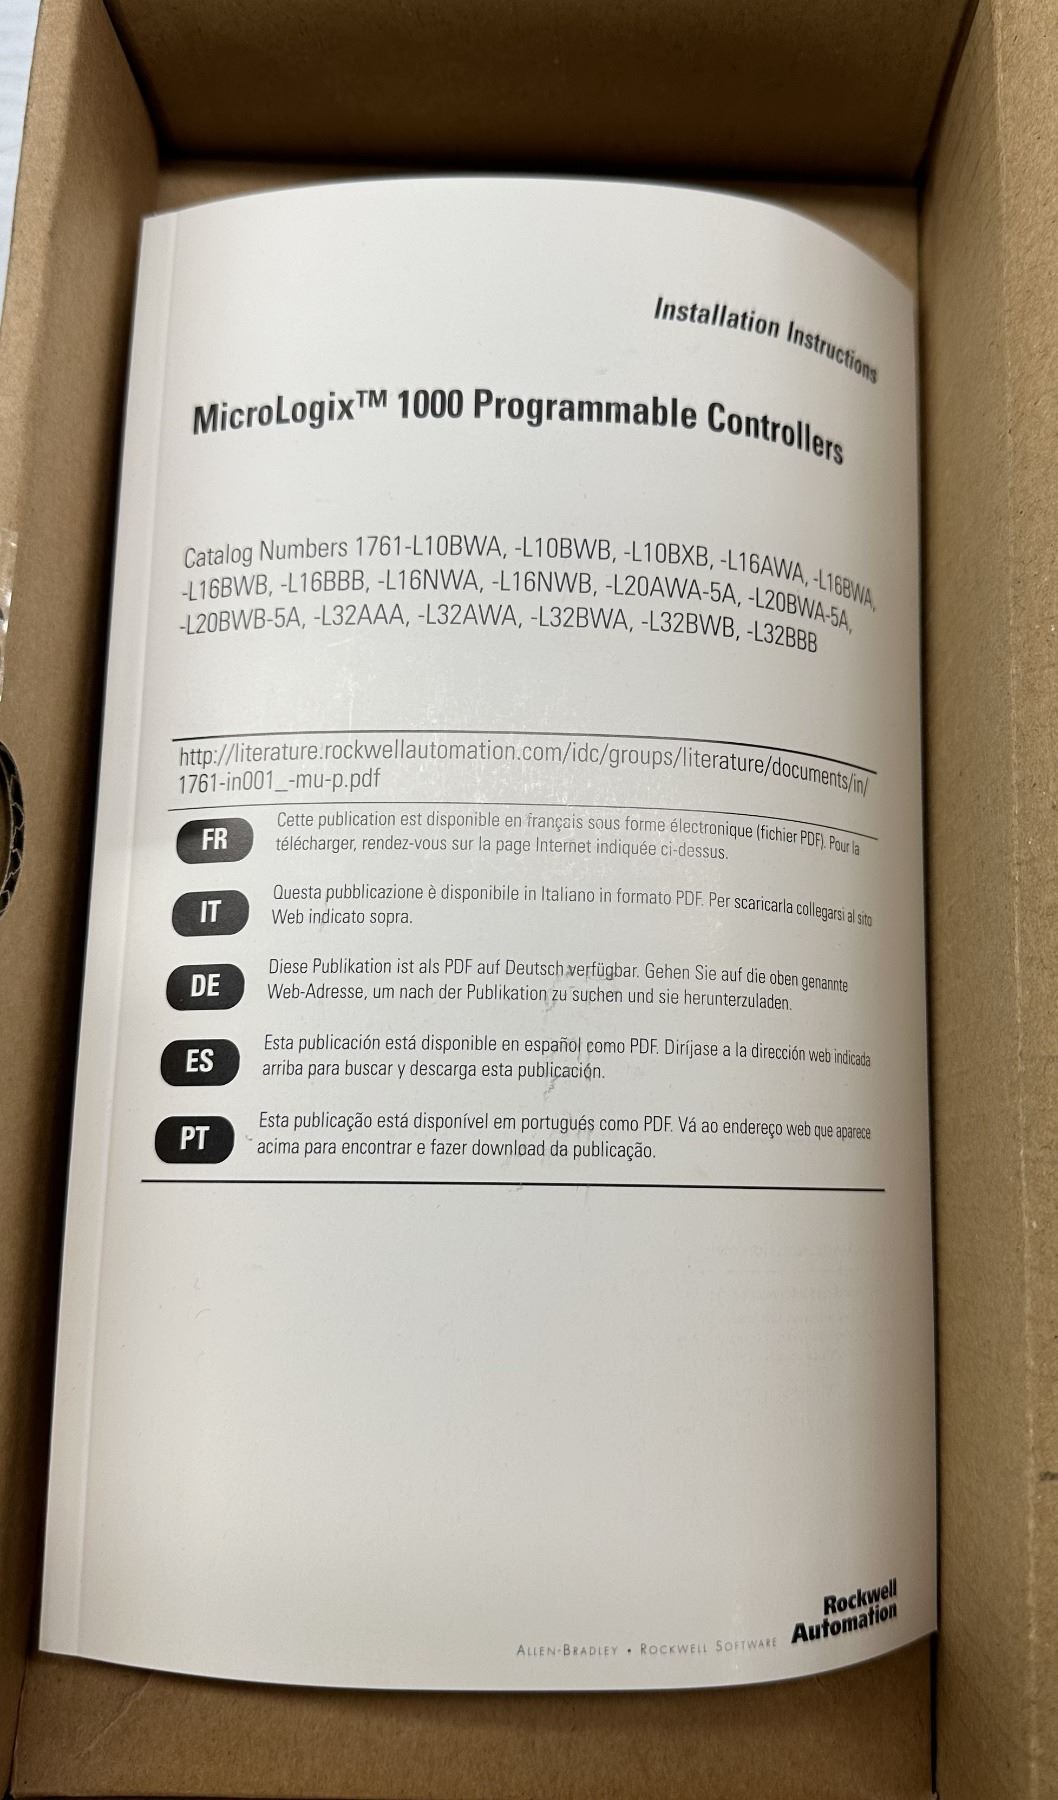 Installation Instructions
MicroLogix™ 1000 Programmable Controllers
Catalog Numbers 1761-L10BWA, -L10BWB, -L10BXB, -L16AWA, -L16BWA,
-L16BWB, -L16BBB, -L16NWA, -L16NWB, -L20AWA-5A, -L20BWA-5A,
-L20BWB-5A, -L32AAA, -L32AWA, -L32BWA, -L32BWB, -L32BBB
http://literature.rockwellautomation.com/idc/groups/literature/documents/in/
1761-in001_-mu-p.pdf
FR
Cette publication est disponible en français sous forme électronique (fichier PDF). Pour la
télécharger, rendez-vous sur la page Internet indiquée ci-dessus.
IT
Questa pubblicazione è disponibile in Italiano in formato PDF. Per scaricarla collegarsi al sito
Web indicato sopra.
DE
Diese Publikation ist als PDF auf Deutsch verfügbar. Gehen Sie auf die oben genannte
Web-Adresse, um nach der Publikation zu suchen und sie herunterzuladen.
ES
Esta publicación está disponible en español como PDF. Diríjase a la dirección web indicada
arriba para buscar y descarga esta publicación.
PT
Esta publicação está disponível em portugués como PDF. Vá ao endereço web que aparece
acima para encontrar e fazer download da publicação.
ALLEN-BRADLEY • ROCKWELL SOFTWARE
Rockwell
Automation